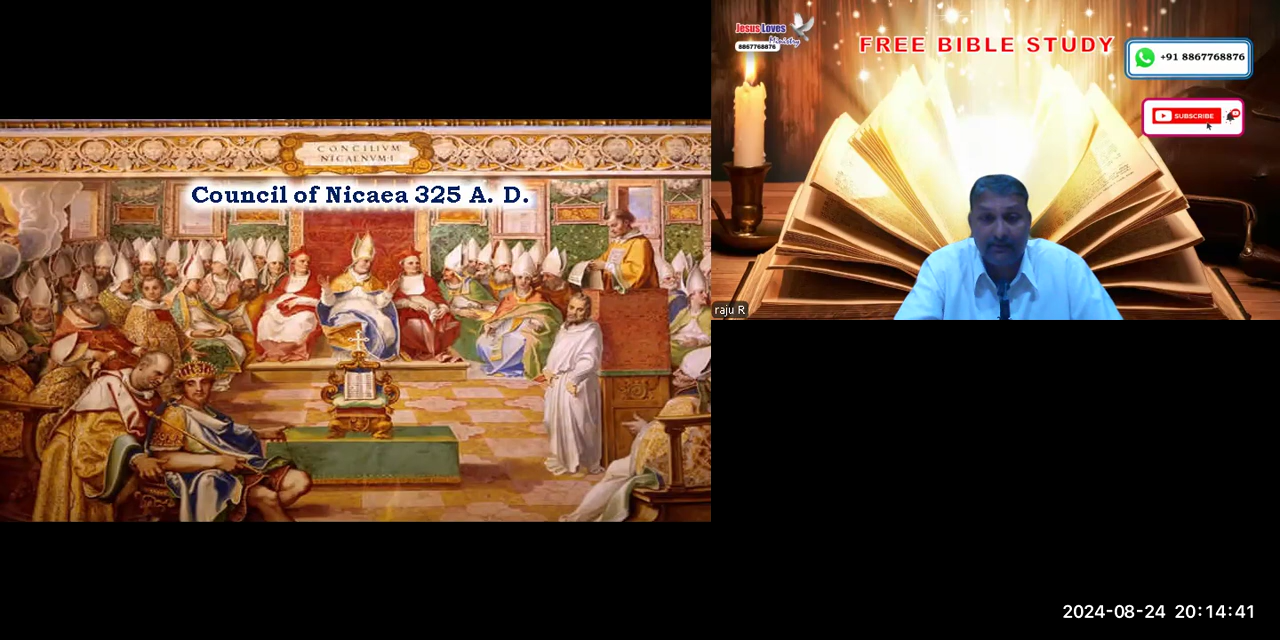 CONCILIVM
NICAENVM I
Council of Nicaea 325 A. D.
Jesus Loves
Ministry
8867768876
FREE BIBLE STUDY
+91 8867768876
SUBSCRIBE
raju R
2024-08-24 20:14:41